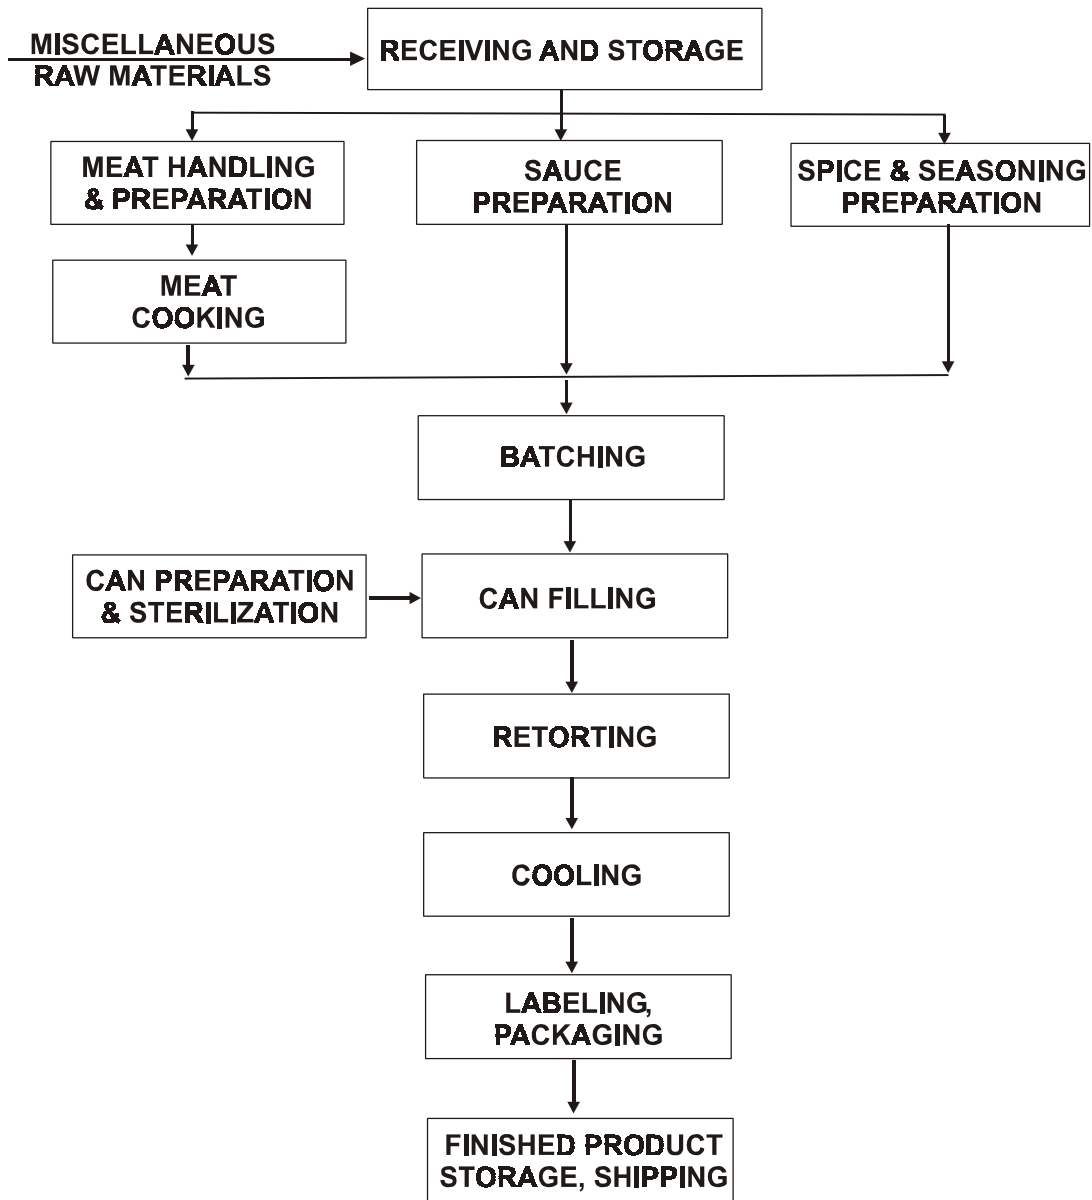 MISCELLANEOUS
RAW MATERIALS
RECEIVING AND STORAGE
MEAT HANDLING
& PREPARATION
SAUCE
PREPARATION
SPICE & SEASONING
PREPARATION
MEAT
COOKING
BATCHING
CAN PREPARATION
& STERILIZATION
CAN FILLING
RETORTING
COOLING
LABELING,
PACKAGING
FINISHED PRODUCT
STORAGE, SHIPPING